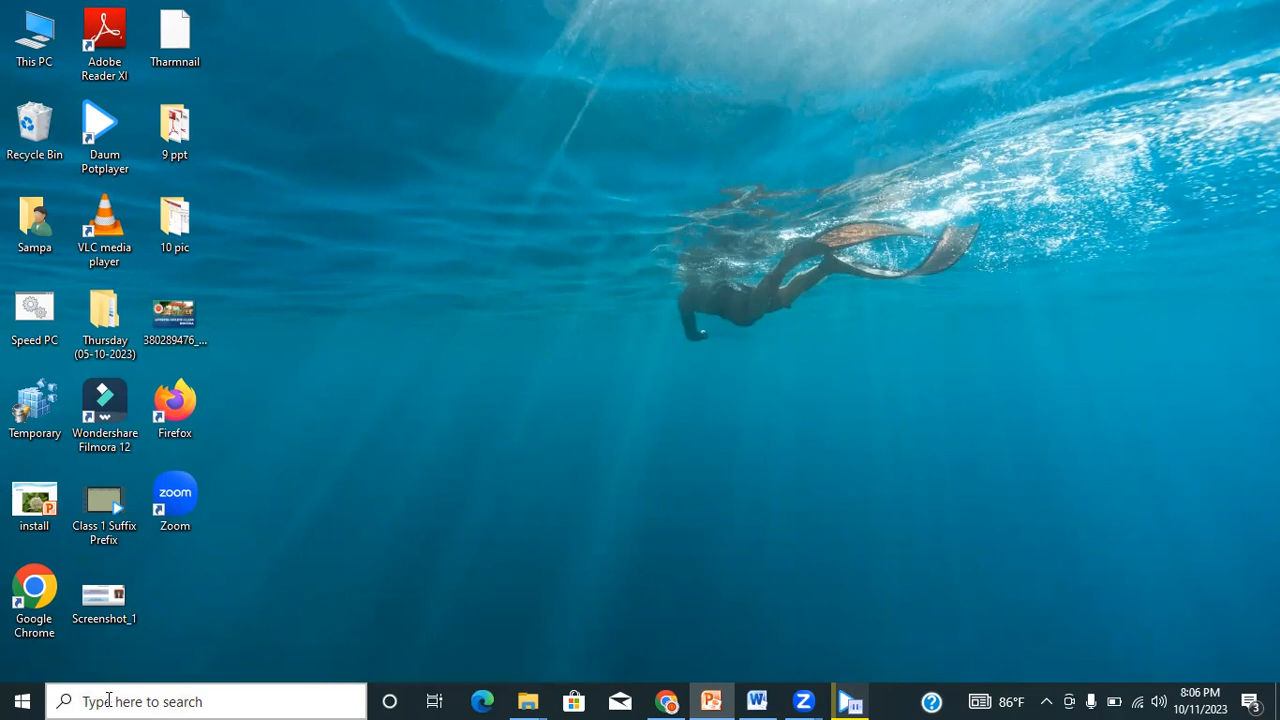 This PC
Adobe
Reader XI
Tharmnail
Recycle Bin
Daum
Potplayer
9 ppt
Sampa
VLC media
player
10 pic
Speed PC
Thursday
(05-10-2023)
380289476_...
Temporary
Wondershare
Filmora 12
Firefox
install
Class 1 Suffix
Prefix
zoom
Zoom
Google
Chrome
Screenshot_1
Type here to search
86°F
8:06 PM
10/11/2023
3